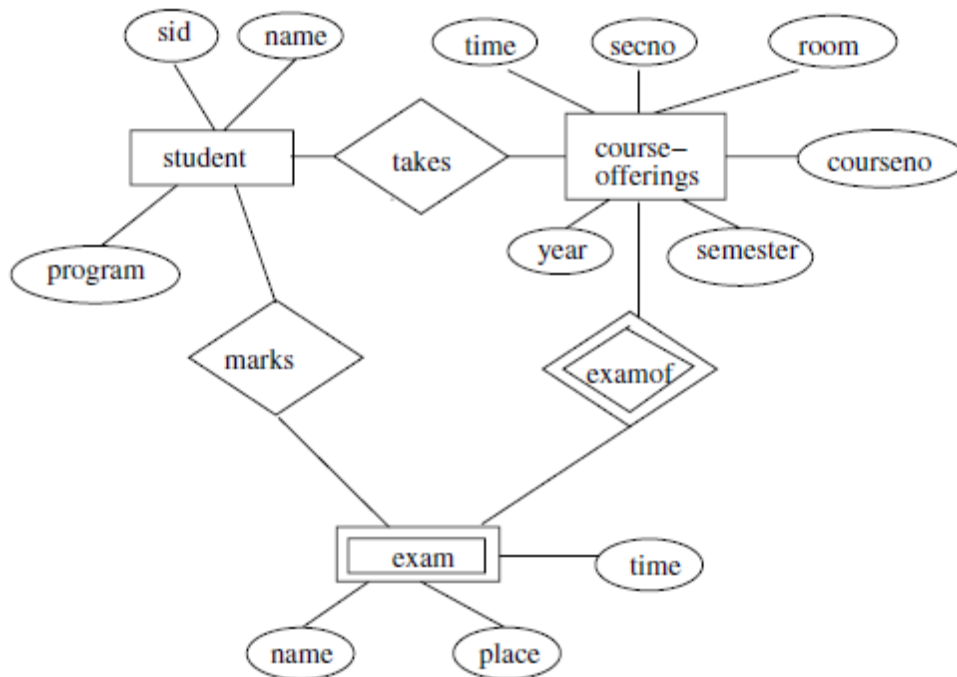 sid
name
time
secno
room
student
takes
course-
offerings
courseno
program
year
semester
marks
examof
exam
time
name
place